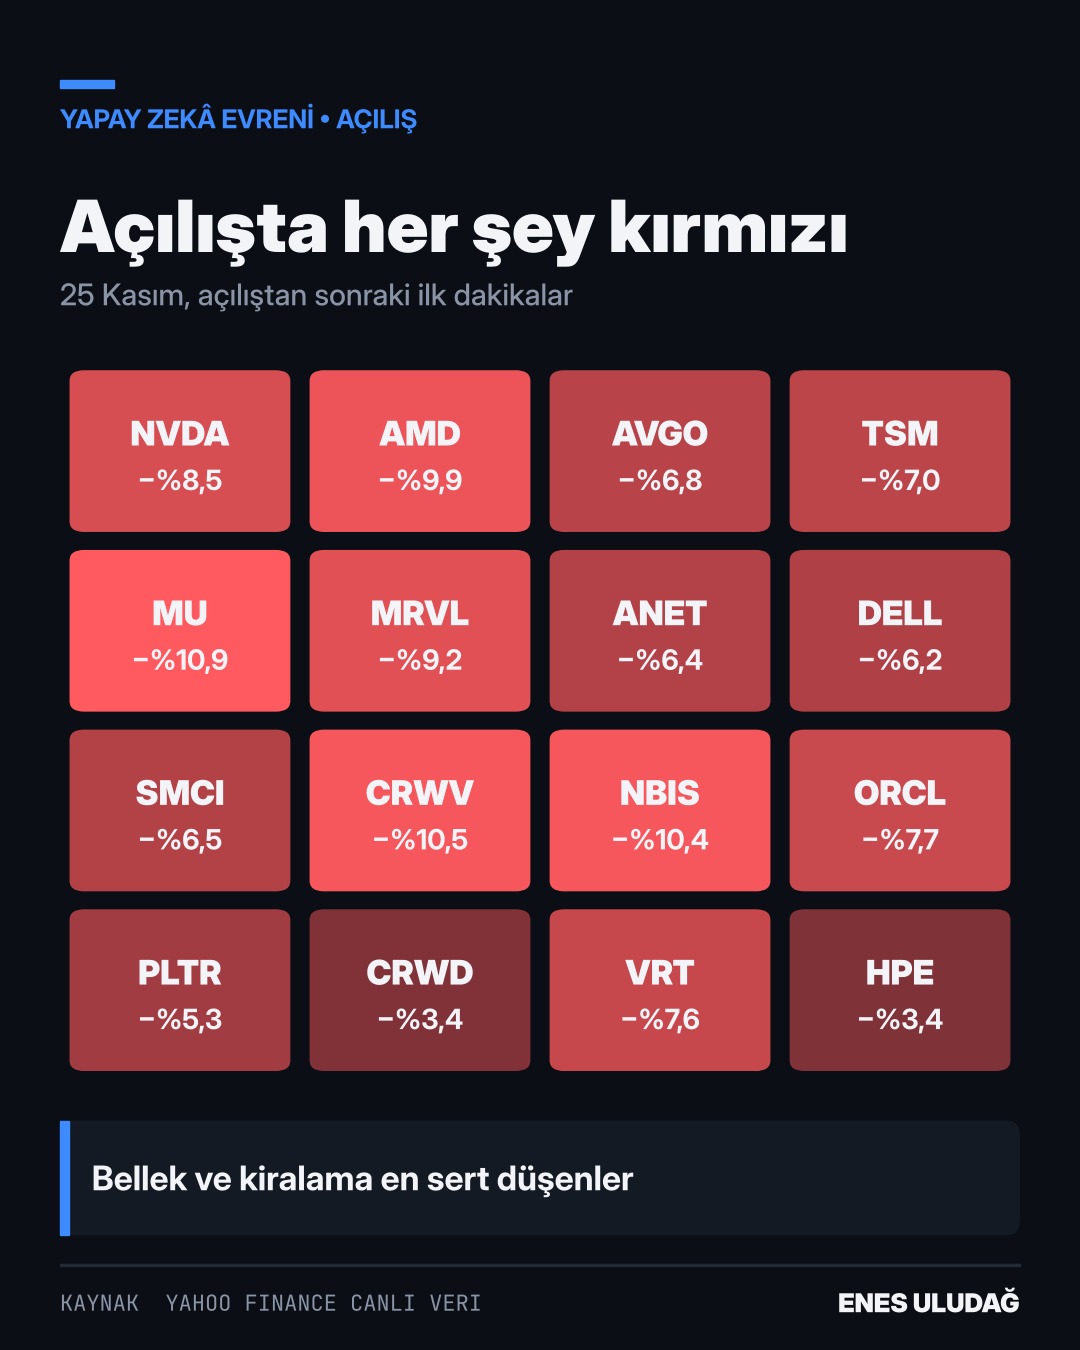 YAPAY ZEKÂ EVRENİ • AÇILIŞ
Açılışta her şey kırmızı
25 Kasım, açılıştan sonraki ilk dakikalar
NVDA
−%8,5
AMD
−%9,9
AVGO
−%6,8
TSM
−%7,0
MU
−%10,9
MRVL
−%9,2
ANET
−%6,4
DELL
−%6,2
SMCI
−%6,5
CRWV
−%10,5
NBIS
−%10,4
ORCL
−%7,7
PLTR
−%5,3
CRWD
−%3,4
VRT
−%7,6
HPE
−%3,4
Bellek ve kiralama en sert düşenler
KAYNAK YAHOO FINANCE CANLI VERI
ENES ULUDAĞ